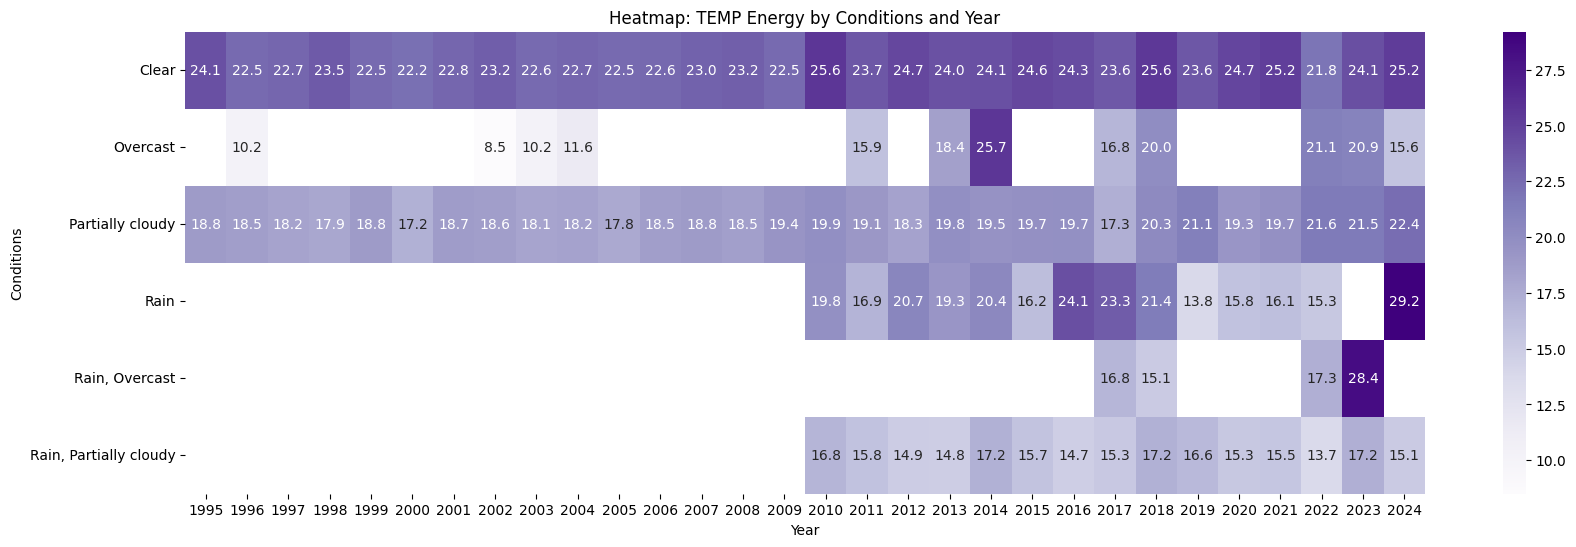 Heatmap: TEMP Energy by Conditions and Year
Clear 24.1 22.5 22.7 23.5 22.5 22.2 22.8 23.2 22.6 22.7 22.5 22.6 23.0 23.2 22.5 25.6 23.7 24.7 24.0 24.1 24.6 24.3 23.6 25.6 23.6 24.7 25.2 21.8 24.1 25.2
Overcast 10.2 8.5 10.2 11.6 15.9 18.4 25.7 16.8 20.0 21.1 20.9 15.6
Partially cloudy 18.8 18.5 18.2 17.9 18.8 17.2 18.7 18.6 18.1 18.2 17.8 18.5 18.8 18.5 19.4 19.9 19.1 18.3 19.8 19.5 19.7 19.7 17.3 20.3 21.1 19.3 19.7 21.6 21.5 22.4
Rain 19.8 16.9 20.7 19.3 20.4 16.2 24.1 23.3 21.4 13.8 15.8 16.1 15.3 29.2
Rain, Overcast 16.8 15.1 17.3 28.4
Rain, Partially cloudy 16.8 15.8 14.9 14.8 17.2 15.7 14.7 15.3 17.2 16.6 15.3 15.5 13.7 17.2 15.1
1995 1996 1997 1998 1999 2000 2001 2002 2003 2004 2005 2006 2007 2008 2009 2010 2011 2012 2013 2014 2015 2016 2017 2018 2019 2020 2021 2022 2023 2024
Year
Conditions
27.5
25.0
22.5
20.0
17.5
15.0
12.5
10.0